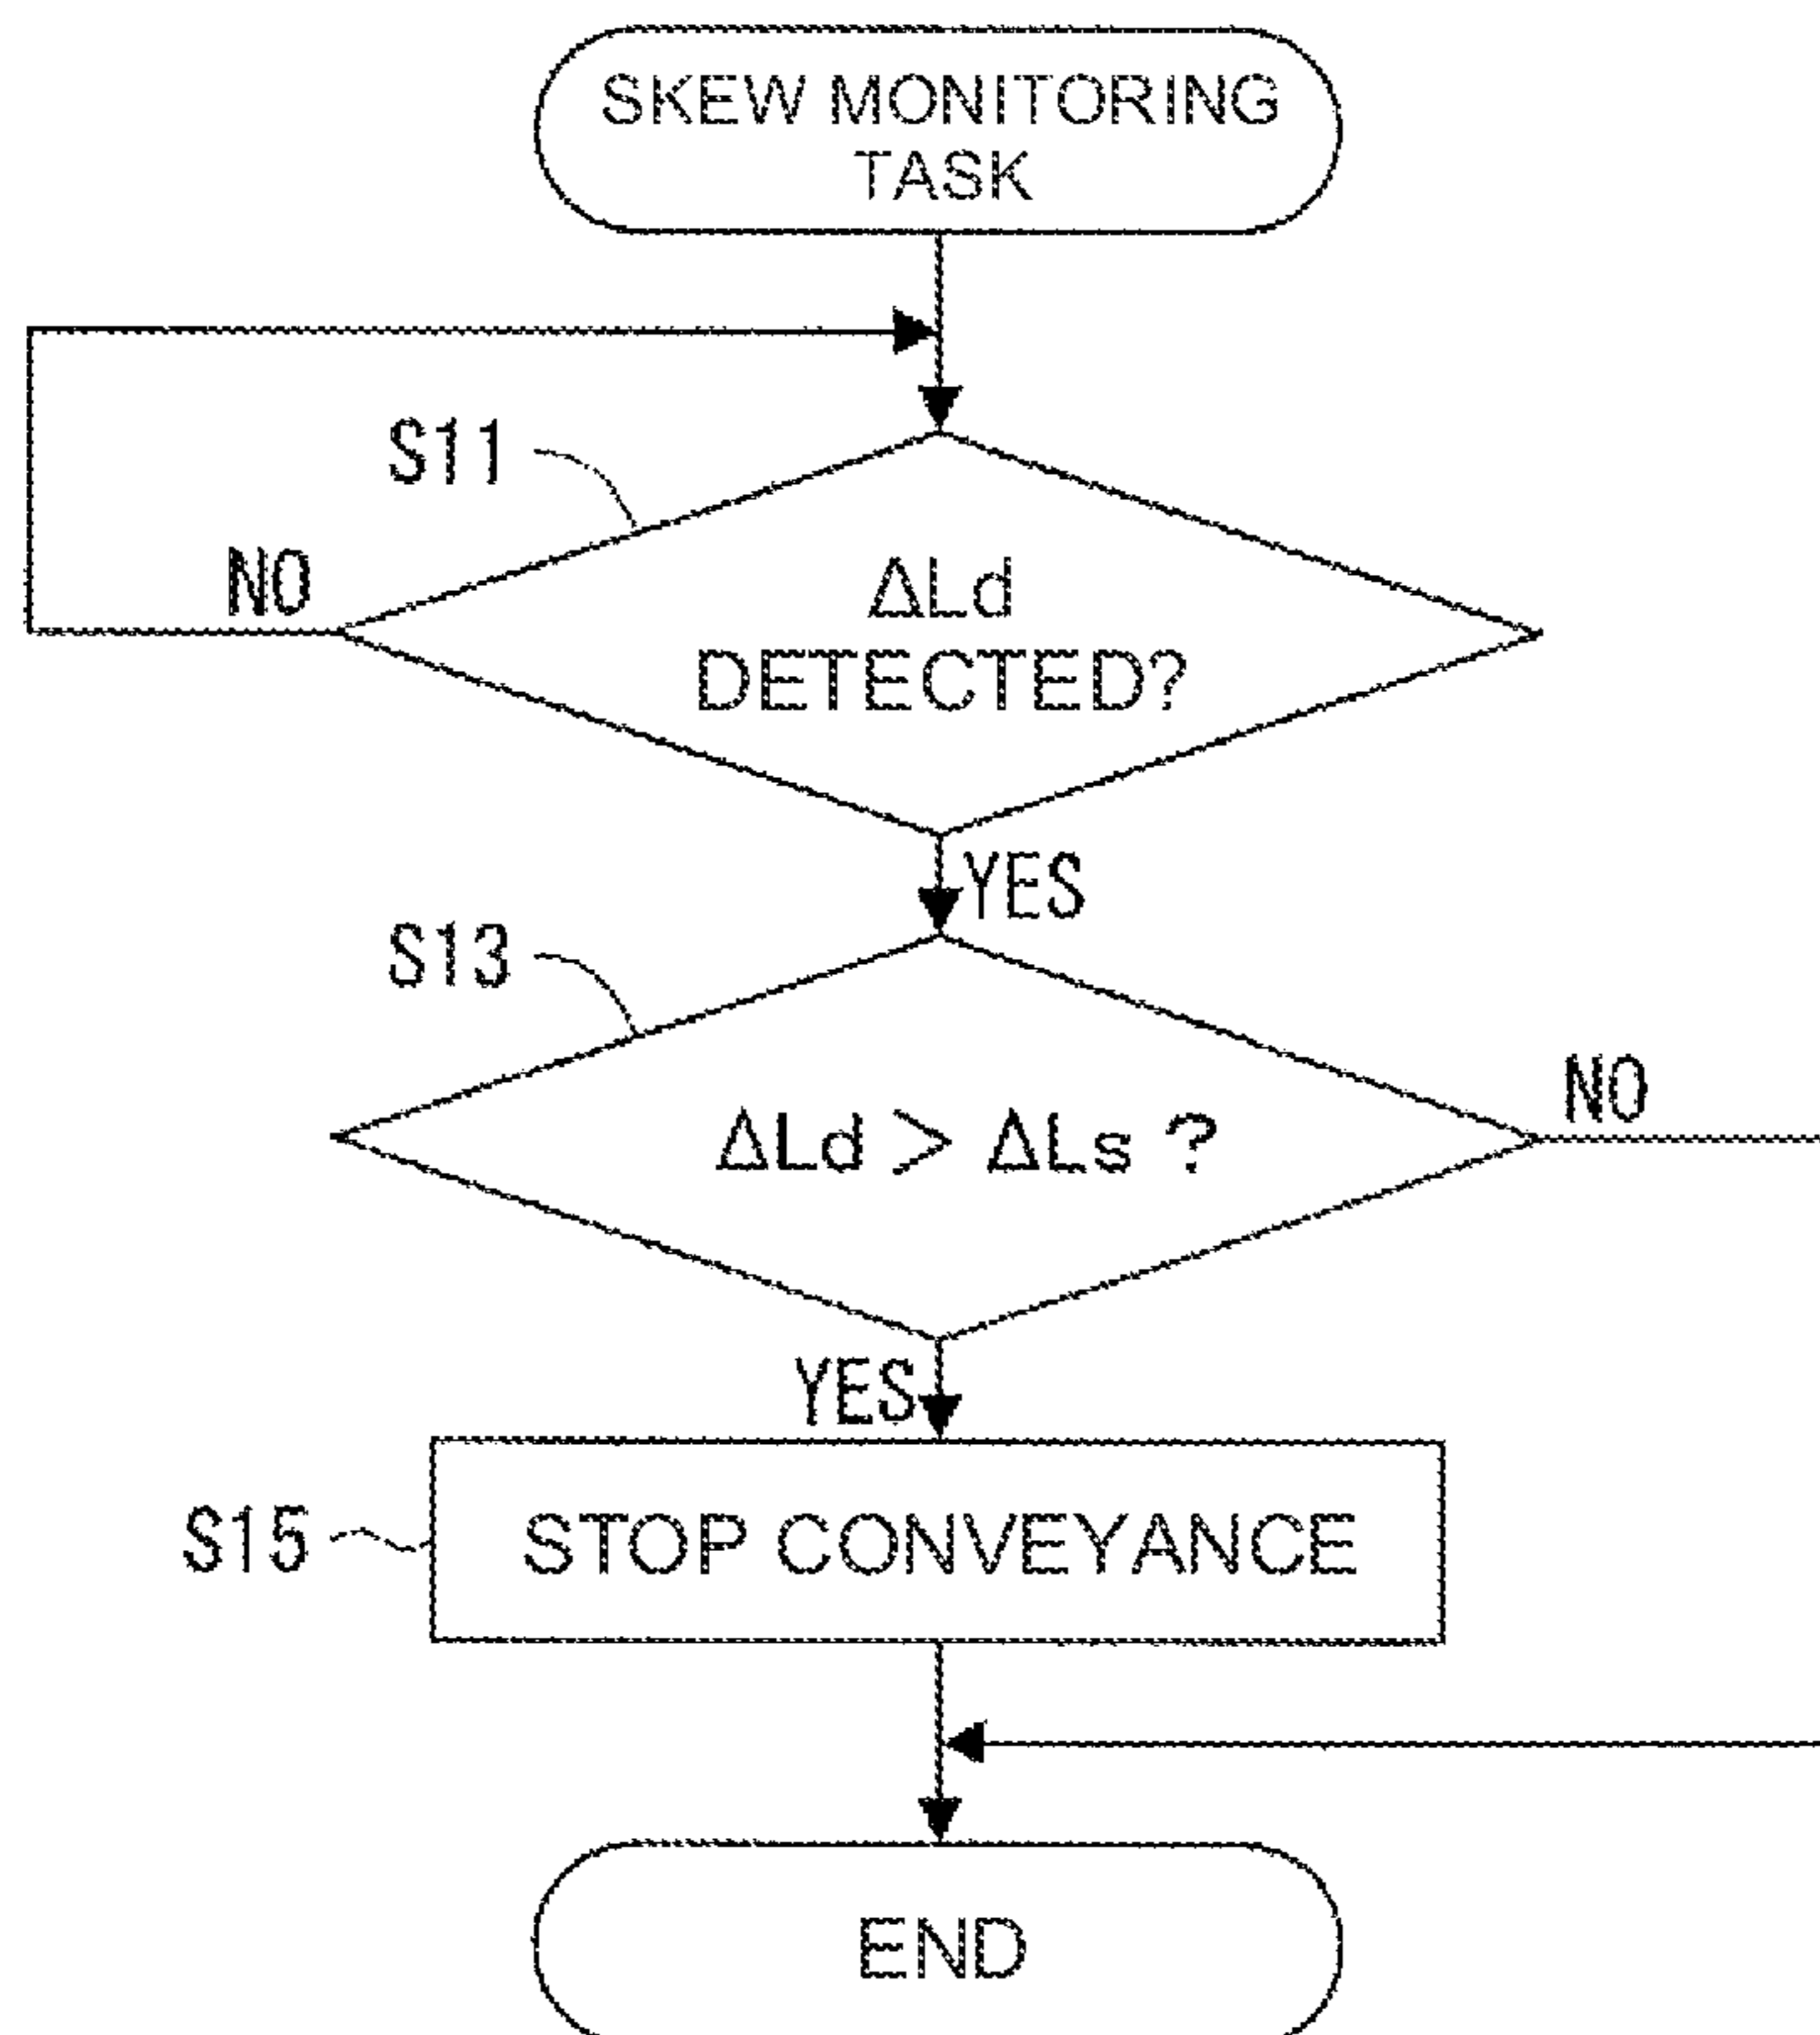 SKEW MONITORING
TASK
S11
NO
ΔLd
DETECTED?
YES
S13
NO
ΔLd > ΔLs ?
YES
S15
STOP CONVEYANCE
END